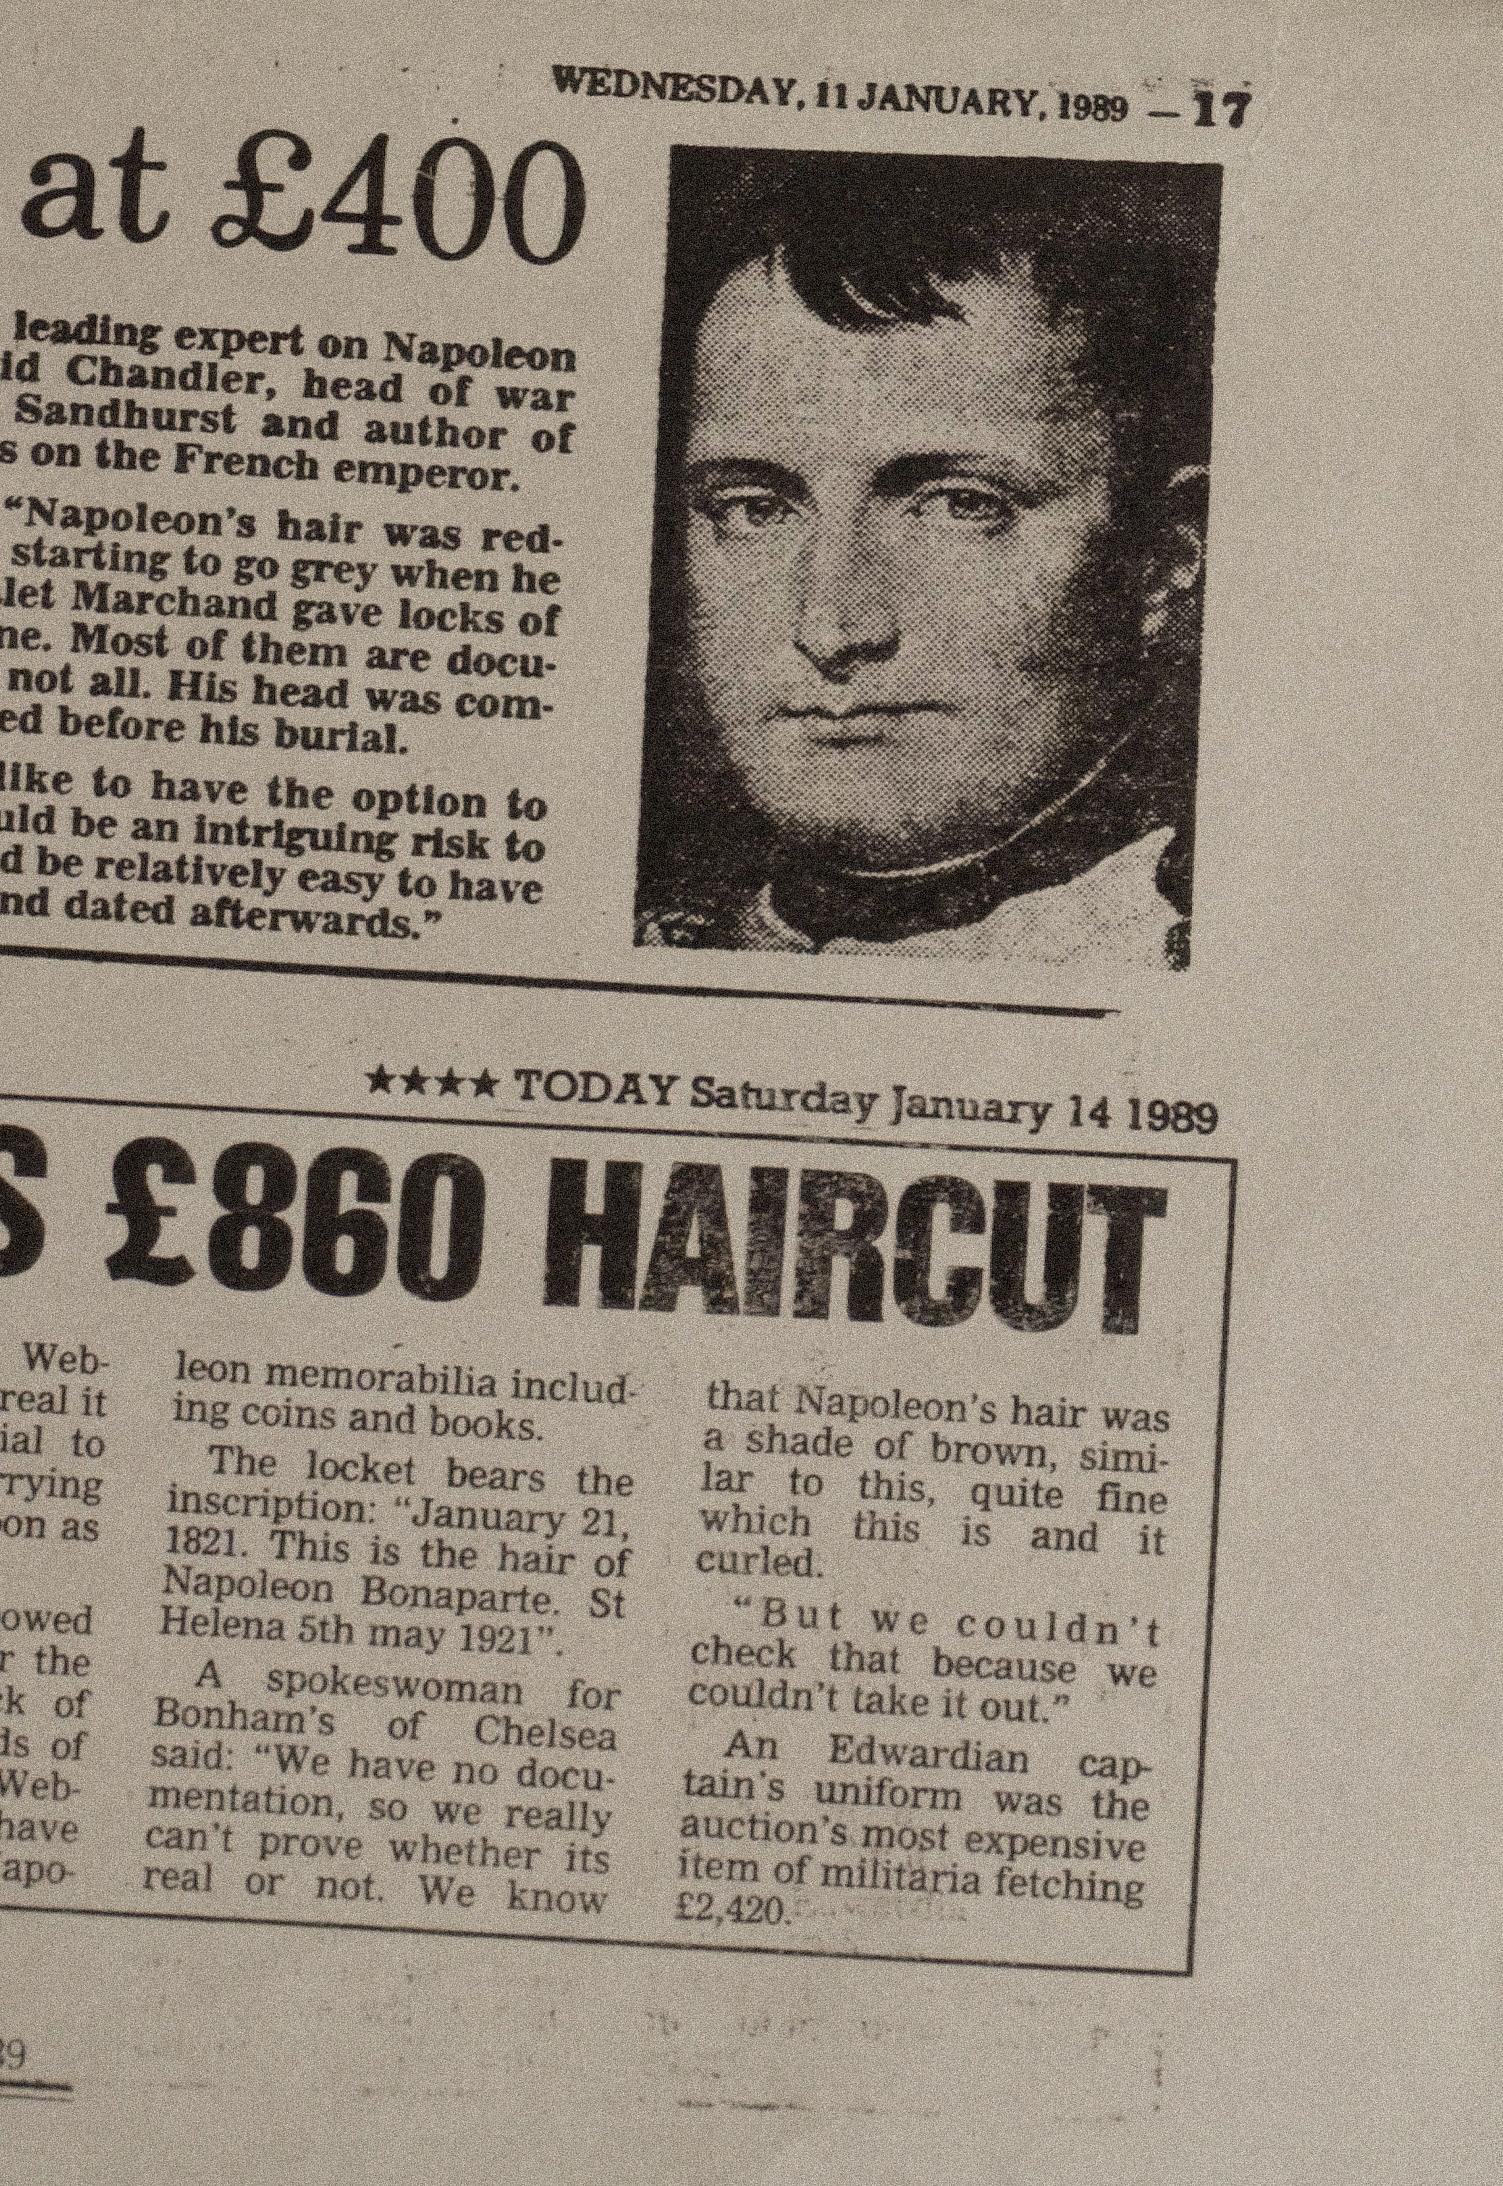 WEDNESDAY, 11 JANUARY, 1989 — 17
at £400
leading expert on Napoleon
id Chandler, head of war
Sandhurst and author of
s on the French emperor.
“Napoleon’s hair was red-
starting to go grey when he
let Marchand gave locks of
ne. Most of them are docu-
not all. His head was com-
ed before his burial.
like to have the option to
uld be an intriguing risk to
d be relatively easy to have
nd dated afterwards.”
★★★★ TODAY Saturday January 14 1989
S £860 HAIRCUT
Web-
real it
ial to
rrying
on as
owed
r the
ck of
ds of
Web-
have
apo-
leon memorabilia includ-
ing coins and books.
The locket bears the
inscription: “January 21,
1821. This is the hair of
Napoleon Bonaparte. St
Helena 5th may 1921”.
A spokeswoman for
Bonham’s of Chelsea
said: “We have no docu-
mentation, so we really
can’t prove whether its
real or not. We know
that Napoleon’s hair was
a shade of brown, simi-
lar to this, quite fine
which this is and it
curled.
“But we couldn’t
check that because we
couldn’t take it out.”
An Edwardian cap-
tain’s uniform was the
auction’s most expensive
item of militaria fetching
£2,420.
89